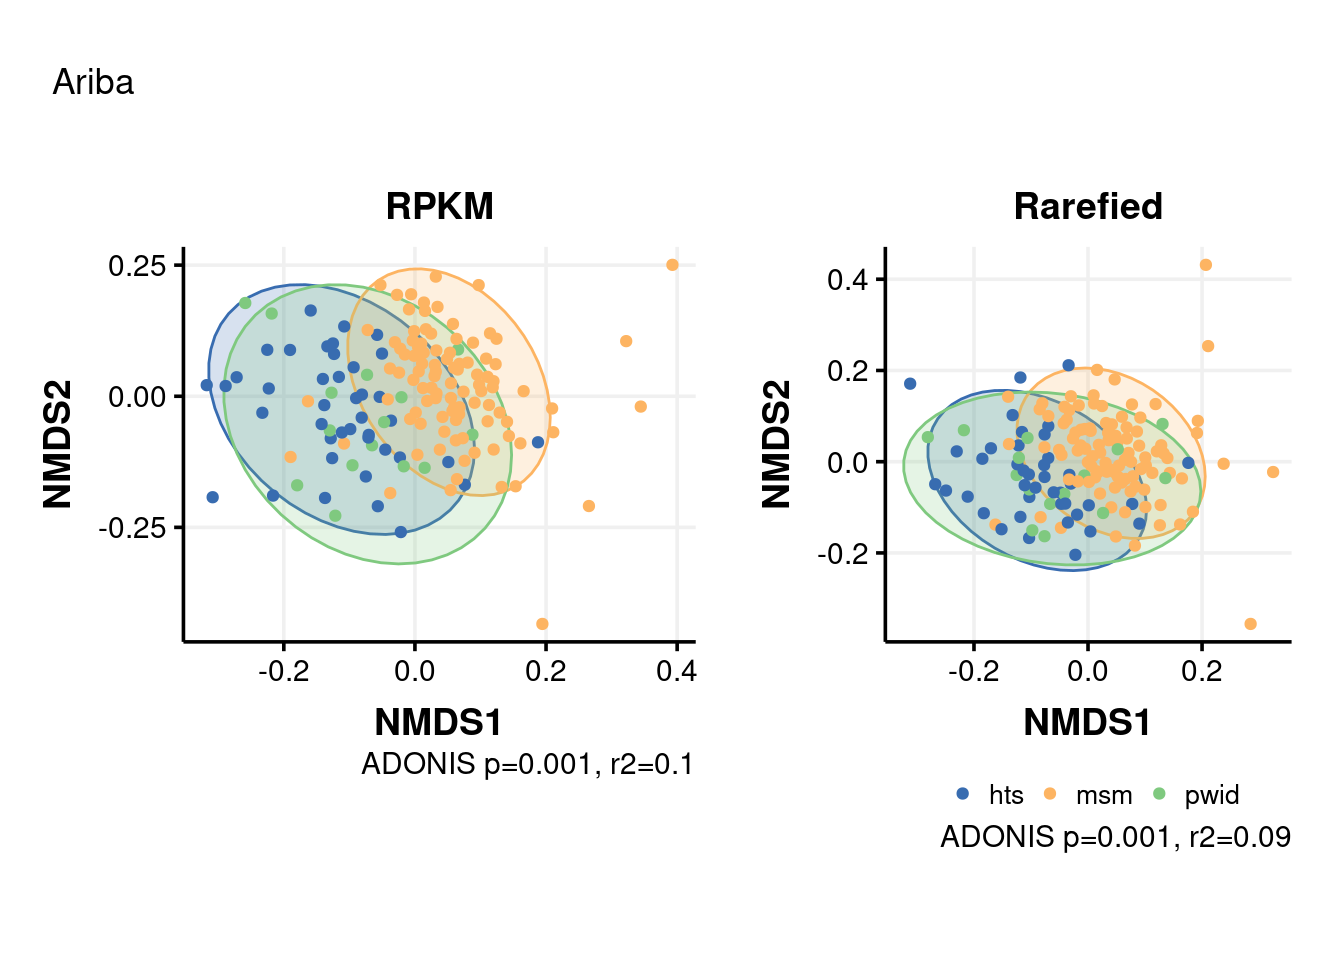 Ariba
RPKM
NMDS2
0.25
0.00
-0.25
-0.2 0.0 0.2 0.4
NMDS1
ADONIS p=0.001, r2=0.1
Rarefied
NMDS2
0.4
0.2
0.0
-0.2
-0.2 0.0 0.2
NMDS1
hts msm pwid
ADONIS p=0.001, r2=0.09